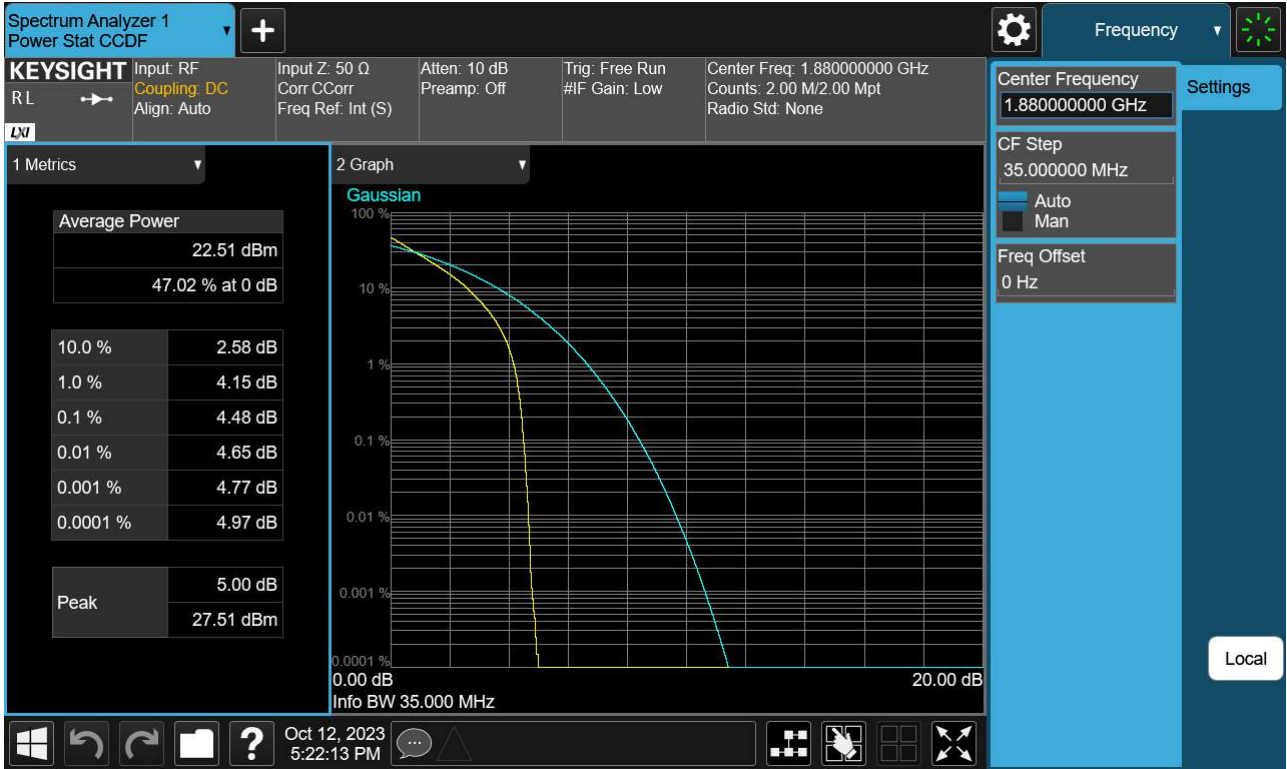 Spectrum Analyzer 1
Power Stat CCDF
+
Frequency
KEYSIGHT
RL
LXI
Input: RF
Coupling: DC
Align: Auto
Input Z: 50 Ω
Corr CCorr
Freq Ref: Int (S)
Atten: 10 dB
Preamp: Off
Trig: Free Run
#IF Gain: Low
Center Freq: 1.880000000 GHz
Counts: 2.00 M/2.00 Mpt
Radio Std: None
1 Metrics
Average Power
22.51 dBm
47.02 % at 0 dB
10.0 % 2.58 dB
1.0 % 4.15 dB
0.1 % 4.48 dB
0.01 % 4.65 dB
0.001 % 4.77 dB
0.0001 % 4.97 dB
Peak
5.00 dB
27.51 dBm
2 Graph
Gaussian
100 %
10 %
1 %
0.1 %
0.01 %
0.001 %
0.0001 %
0.00 dB 20.00 dB
Info BW 35.000 MHz
Center Frequency
1.880000000 GHz
Settings
CF Step
35.000000 MHz
Auto
Man
Freq Offset
0 Hz
Local
?
Oct 12, 2023
5:22:13 PM